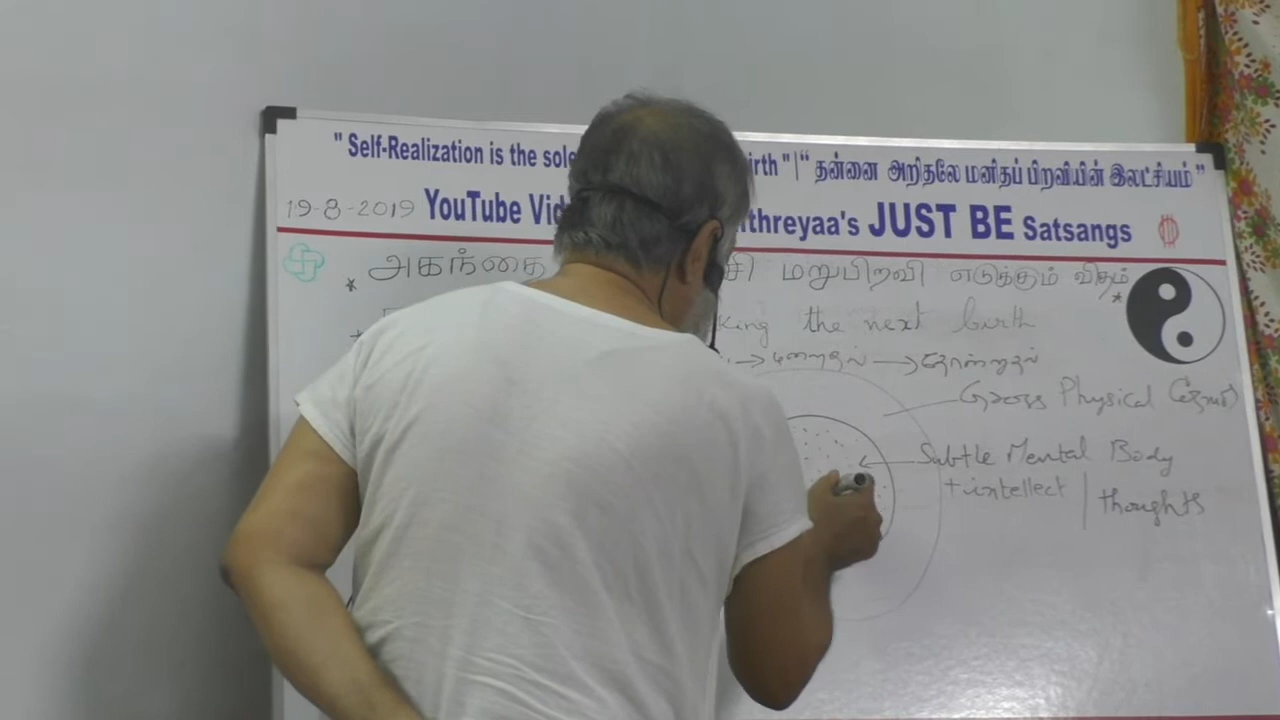 " Self-Realization is the sole irth " | “ தன்னை அறிதலே மனிதப் பிறவியின் இலட்சியம் ”
19-8-2019 YouTube Vid threyaa's JUST BE Satsangs
* அகந்தை சி மறுபிறவி எடுக்கும் விதம் *
king the next birth
→ மறைதல் → தோன்றுதல்
Gross Physical
Subtle Mental Body
+ intellect | thoughts